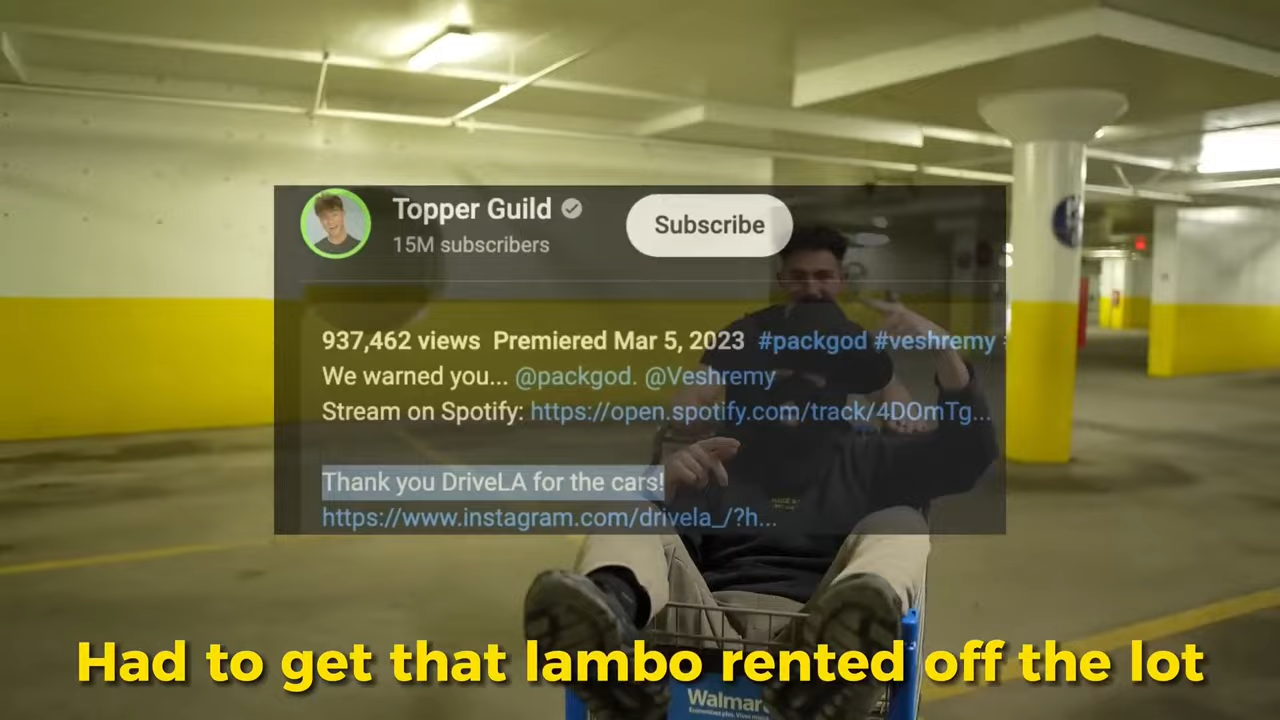 Topper Guild
Subscribe
15M subscribers
937,462 views Premiered Mar 5, 2023 #packgod #veshremy
We warned you... @packgod. @Veshremy
Stream on Spotify: https://open.spotify.com/track/4DOmTg...
Thank you DriveLA for the cars!
https://www.instagram.com/drivela_/?h...
Had to get that lambo rented off the lot
Walmart